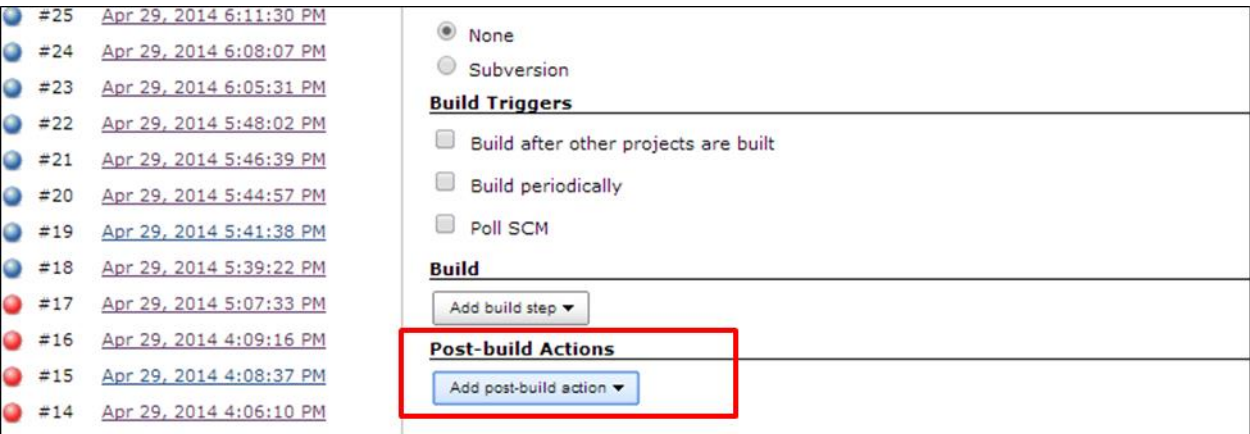 #25 Apr 29, 2014 6:11:30 PM
#24 Apr 29, 2014 6:08:07 PM
#23 Apr 29, 2014 6:05:31 PM
#22 Apr 29, 2014 5:48:02 PM
#21 Apr 29, 2014 5:46:39 PM
#20 Apr 29, 2014 5:44:57 PM
#19 Apr 29, 2014 5:41:38 PM
#18 Apr 29, 2014 5:39:22 PM
#17 Apr 29, 2014 5:07:33 PM
#16 Apr 29, 2014 4:09:16 PM
#15 Apr 29, 2014 4:08:37 PM
#14 Apr 29, 2014 4:06:10 PM
None
Subversion
Build Triggers
Build after other projects are built
Build periodically
Poll SCM
Build
Add build step
Post-build Actions
Add post-build action